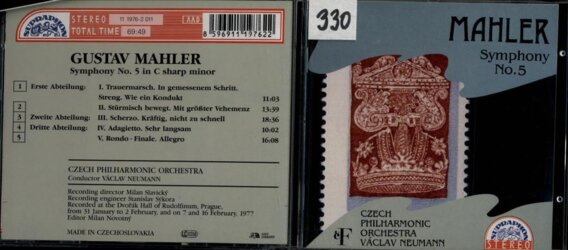 SUPRAPHON
STEREO
11 1976-2 011
AAD
TOTAL TIME
69:49
8 596911 197622
GUSTAV MAHLER
Symphony No. 5 in C sharp minor
1 Erste Abteilung: I. Trauermarsch. In gemessenem Schritt.
Streng. Wie ein Kondukt 11:03
2 II. Stürmisch bewegt. Mit größter Vehemenz 13:39
3 Zweite Abteilung: III. Scherzo. Kräftig, nicht zu schnell 18:36
4 Dritte Abteilung: IV. Adagietto. Sehr langsam 10:02
5 V. Rondo - Finale. Allegro 16:08
CZECH PHILHARMONIC ORCHESTRA
Conductor VÁCLAV NEUMANN
Recording director Milan Slavický
Recording engineer Stanislav Sýkora
Recorded at the Dvořák Hall of Rudolfinum, Prague,
from 31 January to 2 February, and on 7 and 16 February, 1977
Editor Milan Novotný
MADE IN CZECHOSLOVAKIA
330
MAHLER
Symphony
No. 5
CZECH
PHILHARMONIC
ORCHESTRA
VÁCLAV NEUMANN
SUPRAPHON
STEREO